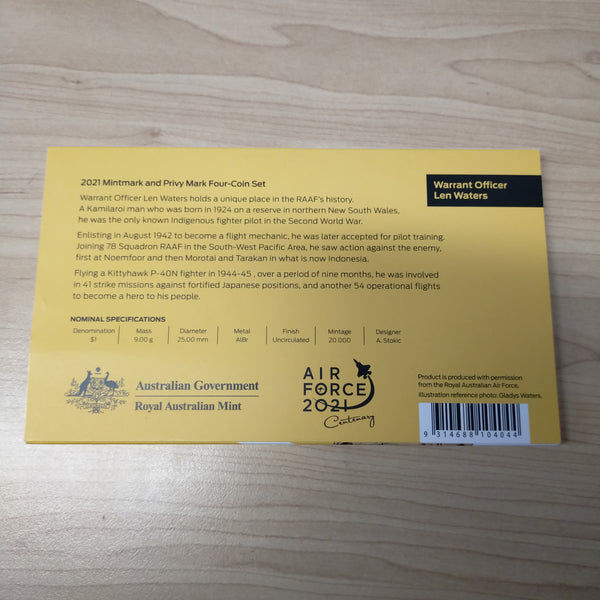 2021 Mintmark and Privy Mark Four-Coin Set
Warrant Officer
Len Waters
Warrant Officer Len Waters holds a unique place in the RAAF's history.
A Kamilaroi man who was born in 1924 on a reserve in northern New South Wales,
he was the only known Indigenous fighter pilot in the Second World War.
Enlisting in August 1942 to become a flight mechanic, he was later accepted for pilot training.
Joining 78 Squadron RAAF in the South-West Pacific Area, he saw action against the enemy,
first at Noemfoor and then Morotai and Tarakan in what is now Indonesia.
Flying a Kittyhawk P-40N fighter in 1944-45 , over a period of nine months, he was involved
in 41 strike missions against fortified Japanese positions, and another 54 operational flights
to become a hero to his people.
NOMINAL SPECIFICATIONS
Denomination Mass Diameter Metal Finish Mintage Designer
$1 9.00 g 25.00 mm AlBr Uncirculated 20 000 A. Stokic
Australian Government
Royal Australian Mint
AIR
FORCE
2021
Centenary
Product is produced with permission
from the Royal Australian Air Force.
Illustration reference photo: Gladys Waters.
9 314688 104044